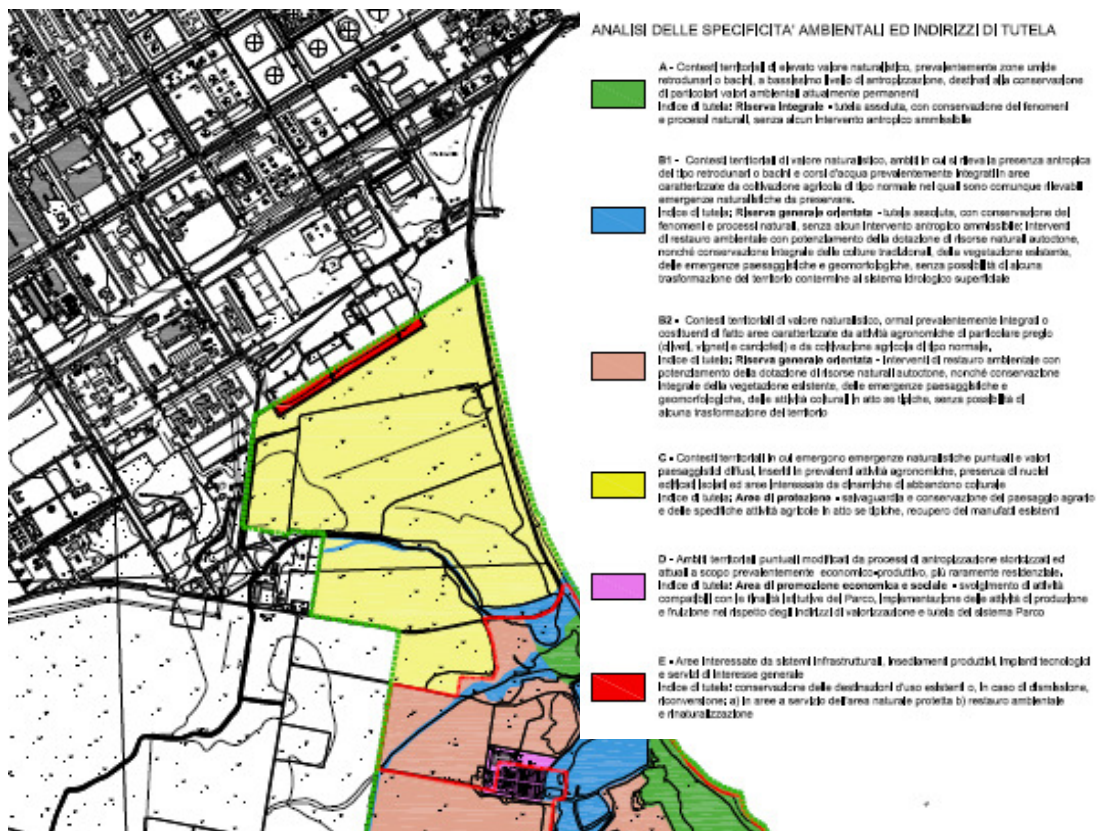 ANALISI DELLE SPECIFICITA' AMBIENTALI ED INDIRIZZI DI TUTELA
A - Contesti territoriali di elevato valore naturalistico, prevalentemente zone umide
retrodunari o bacini, a bassissimo livello di antropizzazione, destinati alla conservazione
di particolari valori ambientali attualmente permanenti
Indice di tutela: Riserva integrale - tutela assoluta, con conservazione dei fenomeni
e processi naturali, senza alcun intervento antropico ammissibile
B1 - Contesti territoriali di valore naturalistico, ambiti in cui si rileva la presenza antropica
del tipo retrodunari o bacini e corsi d'acqua prevalentemente integrati in aree
caratterizzate da coltivazione agricola di tipo normale nei quali sono comunque rilevabili
emergenze naturalistiche da preservare.
Indice di tutela: Riserva generale orientata - tutela assoluta, con conservazione dei
fenomeni e processi naturali, senza alcun intervento antropico ammissibile; interventi
di restauro ambientale con potenziamento della dotazione di risorse naturali autoctone,
nonché conservazione integrale delle colture tradizionali, della vegetazione esistente,
delle emergenze paesaggistiche e geomorfologiche, senza possibilità di alcuna
trasformazione del territorio contermine al sistema idrologico superficiale
B2 - Contesti territoriali di valore naturalistico, ormai prevalentemente integrati o
costituenti di fatto aree caratterizzate da attività agronomiche di particolare pregio
(oliveti, vigneti e carciofeti) e da coltivazione agricola di tipo normale,
Indice di tutela: Riserva generale orientata - Interventi di restauro ambientale con
potenziamento della dotazione di risorse naturali autoctone, nonché conservazione
integrale della vegetazione esistente, delle emergenze paesaggistiche e
geomorfologiche, delle attività colturali in atto se tipiche, senza possibilità di
alcuna trasformazione del territorio
C - Contesti territoriali in cui emergono emergenze naturalistiche puntuali e valori
paesaggistici diffusi, inseriti in prevalenti attività agronomiche, presenza di nuclei
edificati isolati ed aree interessate da dinamiche di abbandono colturale
Indice di tutela: Aree di protezione - salvaguardia e conservazione del paesaggio agrario
e delle specifiche attività agricole in atto se tipiche, recupero dei manufatti esistenti
D - Ambiti territoriali puntuali modificati da processi di antropizzazione storicizzati ed
attuali a scopo prevalentemente economico-produttivo, più raramente residenziale.
Indice di tutela: Area di promozione economica e sociale - svolgimento di attività
compatibili con le finalità istitutive del Parco, implementazione delle attività di produzione
e fruizione nel rispetto degli indirizzi di valorizzazione e tutela del sistema Parco
E - Aree interessate da sistemi infrastrutturali, insediamenti produttivi, impianti tecnologici
e servizi di interesse generale
Indice di tutela: conservazione delle destinazioni d'uso esistenti o, in caso di dismissione,
riconversione: a) in aree a servizio dell'area naturale protetta b) restauro ambientale
e rinaturalizzazione